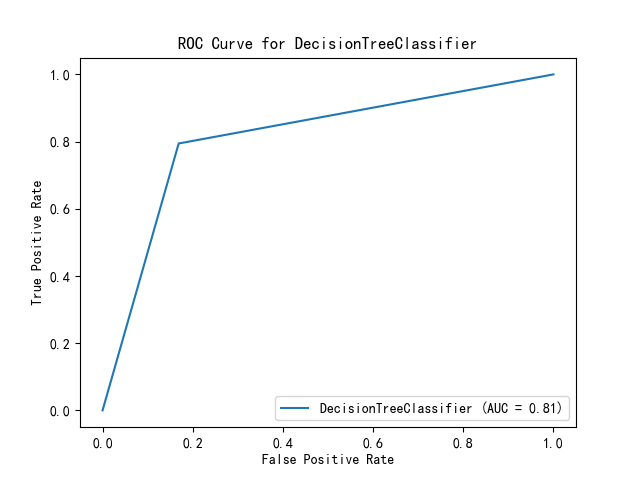 ROC Curve for DecisionTreeClassifier
1.0
0.8
0.6
0.4
0.2
0.0
True Positive Rate
DecisionTreeClassifier (AUC = 0.81)
0.0 0.2 0.4 0.6 0.8 1.0
False Positive Rate